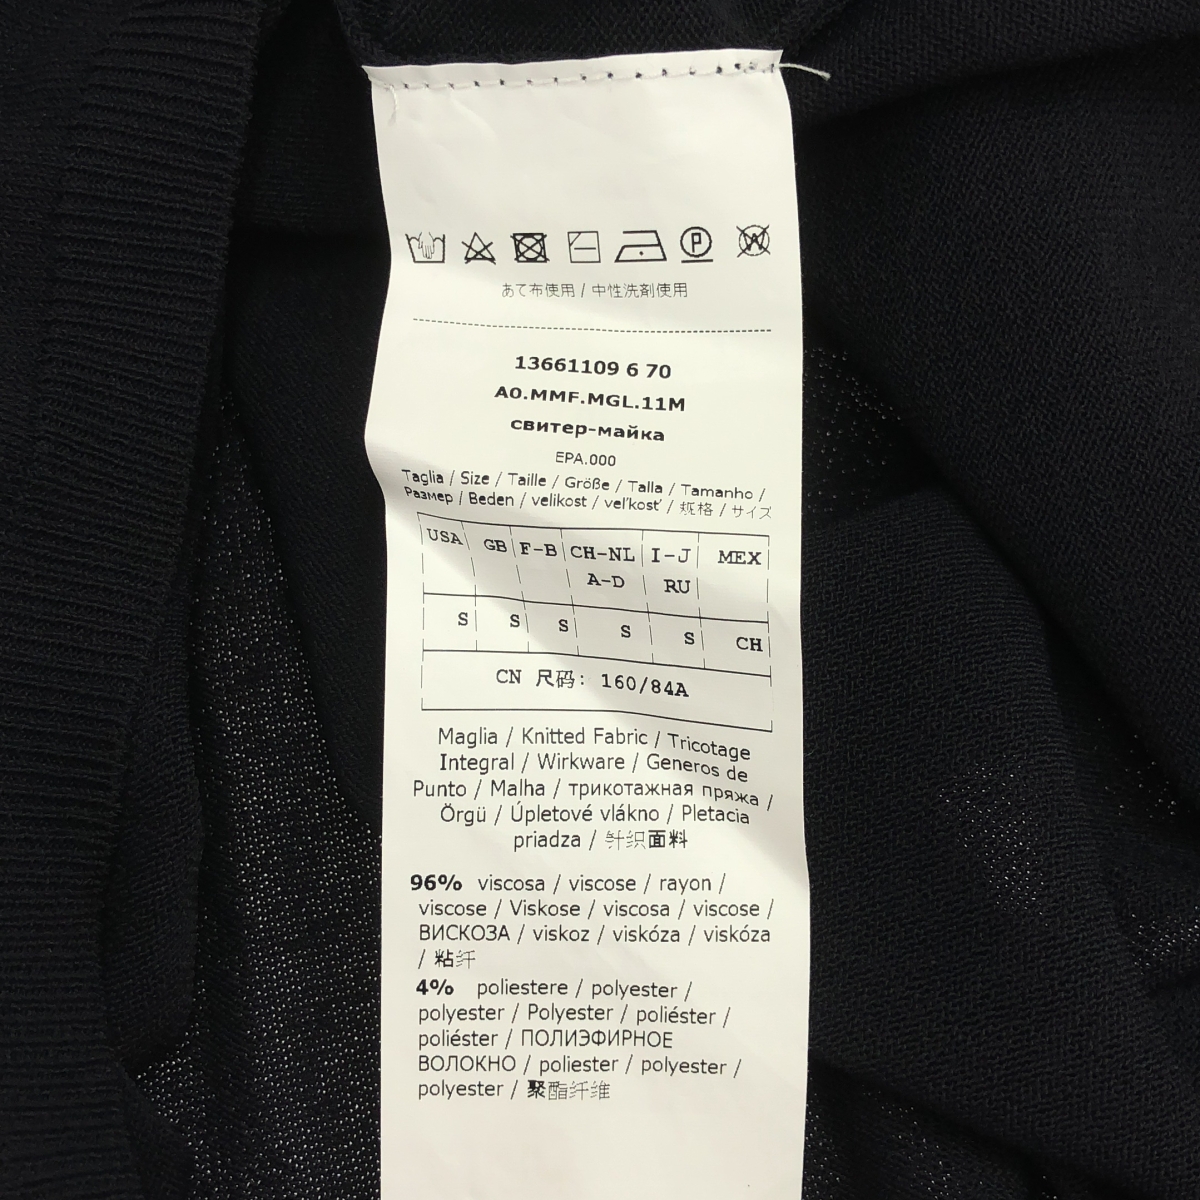 P W
あて布使用 / 中性洗剤使用
13661109 6 70
A0.MMF.MGL.11M
свитер-майка
EPA.000
Taglia / Size / Taille / Größe / Talla / Tamanho /
Размер / Beden / velikost / veľkosť / 规格 / サイズ
USA GB F-B CH-NL I-J MEX
A-D RU
S S S S S CH
CN 尺码: 160/84A
Maglia / Knitted Fabric / Tricotage
Integral / Wirkware / Generos de
Punto / Malha / трикотажная пряжа /
Örgü / Úpletové vlákno / Pletacia
priadza / 针织面料
96% viscosa / viscose / rayon /
viscose / Viskose / viscosa / viscose /
ВИСКОЗА / viskoz / viskóza / viskóza
/ 粘纤
4% poliestere / polyester /
polyester / Polyester / poliéster /
poliéster / ПОЛИЭФИРНОЕ
ВОЛОКНО / poliester / polyester /
polyester / 聚酯纤维